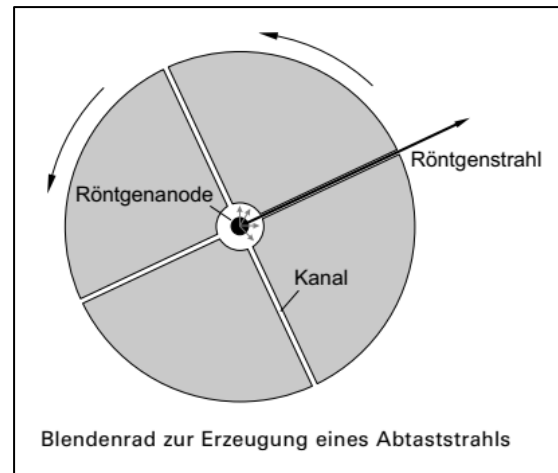 Röntgenstrahl
Röntgenanode
Kanal
Blendenrad zur Erzeugung eines Abtaststrahls